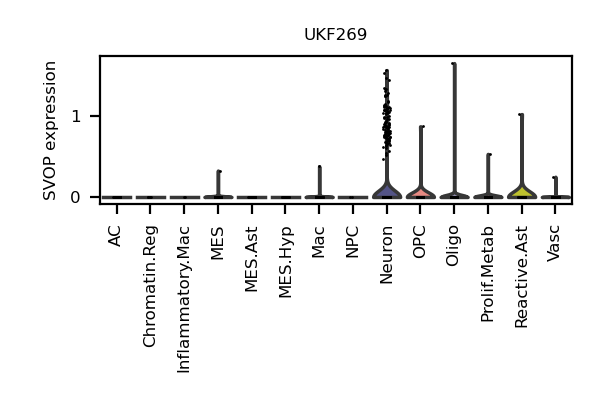 UKF269
SVOP expression
1
0
AC
Chromatin.Reg
Inflammatory.Mac
MES
MES.Ast
MES.Hyp
Mac
NPC
Neuron
OPC
Oligo
Prolif.Metab
Reactive.Ast
Vasc